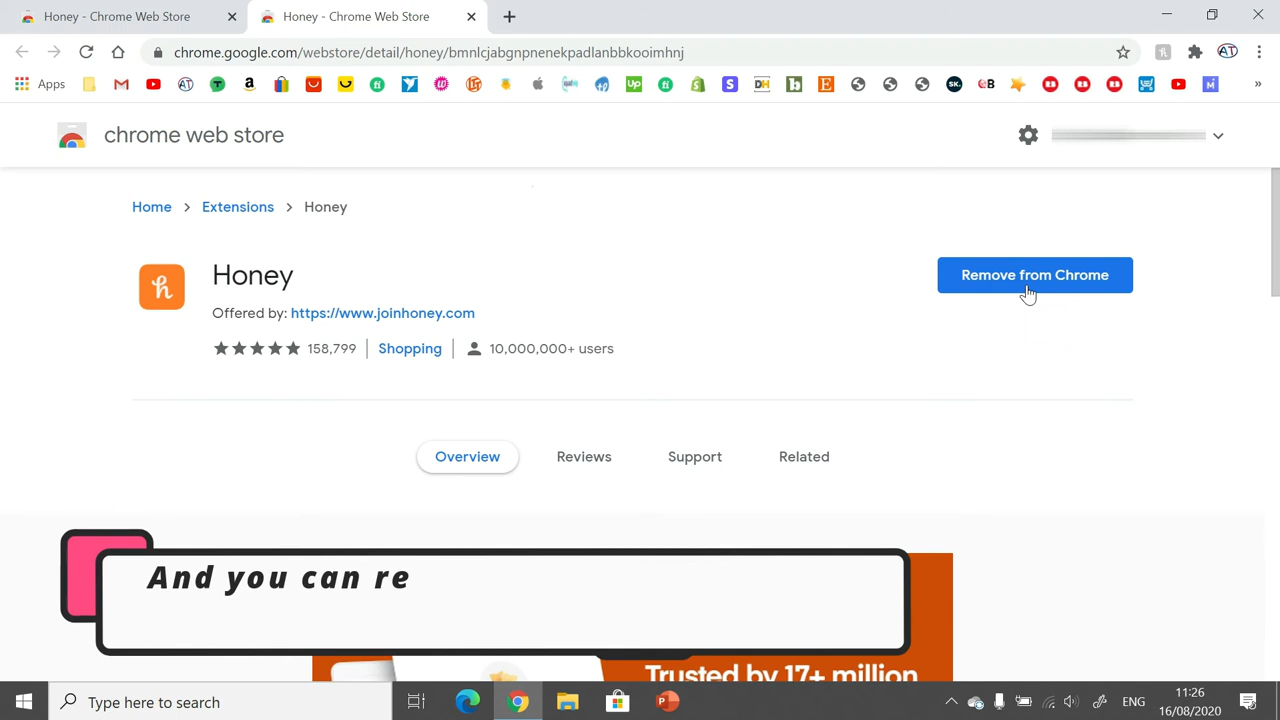 Honey - Chrome Web Store
Honey - Chrome Web Store
chrome.google.com/webstore/detail/honey/bmnlcjabgnpnenekpadlanbbkooimhnj
Apps
chrome web store
Home > Extensions > Honey
Honey
Remove from Chrome
Offered by: https://www.joinhoney.com
158,799 | Shopping | 10,000,000+ users
Overview Reviews Support Related
And you can re
Trusted by 17+ million
Type here to search
ENG
11:26
16/08/2020